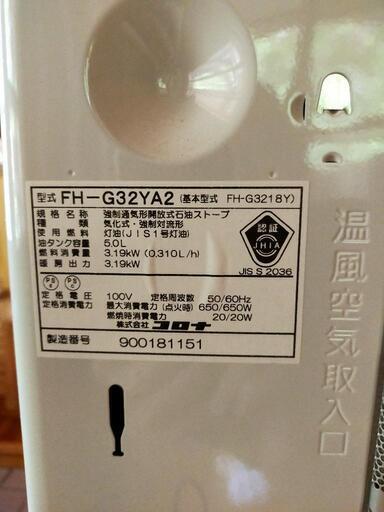 型式 FH-G32YA2 (基本型式 FH-G3218Y)
規格名 強制通気形開放式石油ストーブ
種類 気化式・強制対流形
使用燃料 灯油(JIS1号灯油)
油タンク容量 5.0L
燃料消費量 3.19kW (0.310L/h)
暖房出力 3.19kW
認証
JHIA
JIS S 2036
定格電圧 100V 定格周波数 50/60Hz
定格消費電力 最大消費電力 (点火時) 650/650W
燃焼時消費電力 20/20W
株式会社 コロナ
製造番号 900181151
温風空気取入口